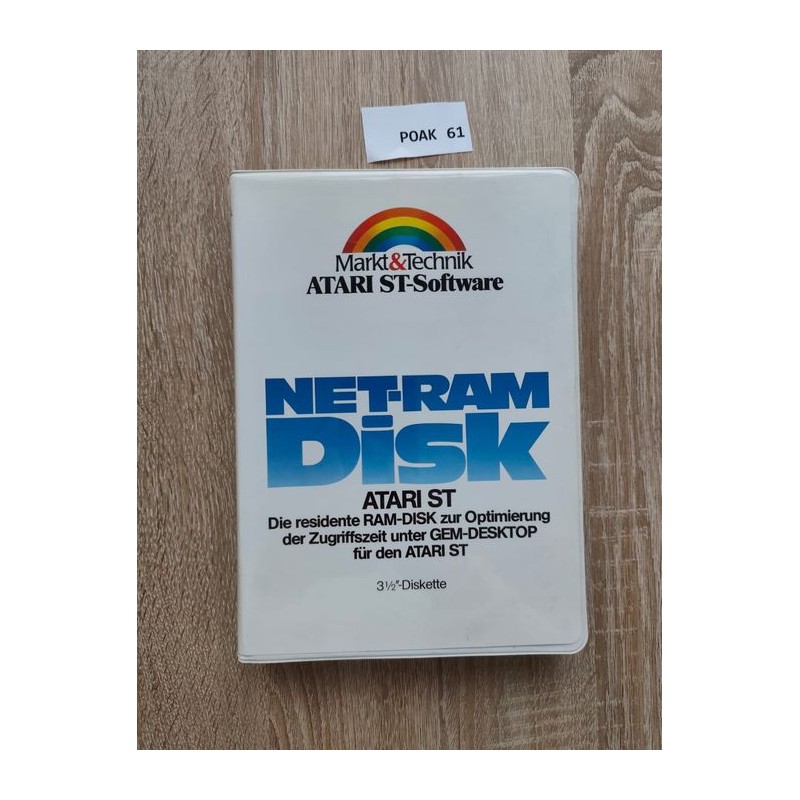 POAK 61
Markt&Technik
ATARI ST-Software
NET-RAM
Disk
ATARI ST
Die residente RAM-DISK zur Optimierung
der Zugriffszeit unter GEM-DESKTOP
für den ATARI ST
3½"-Diskette